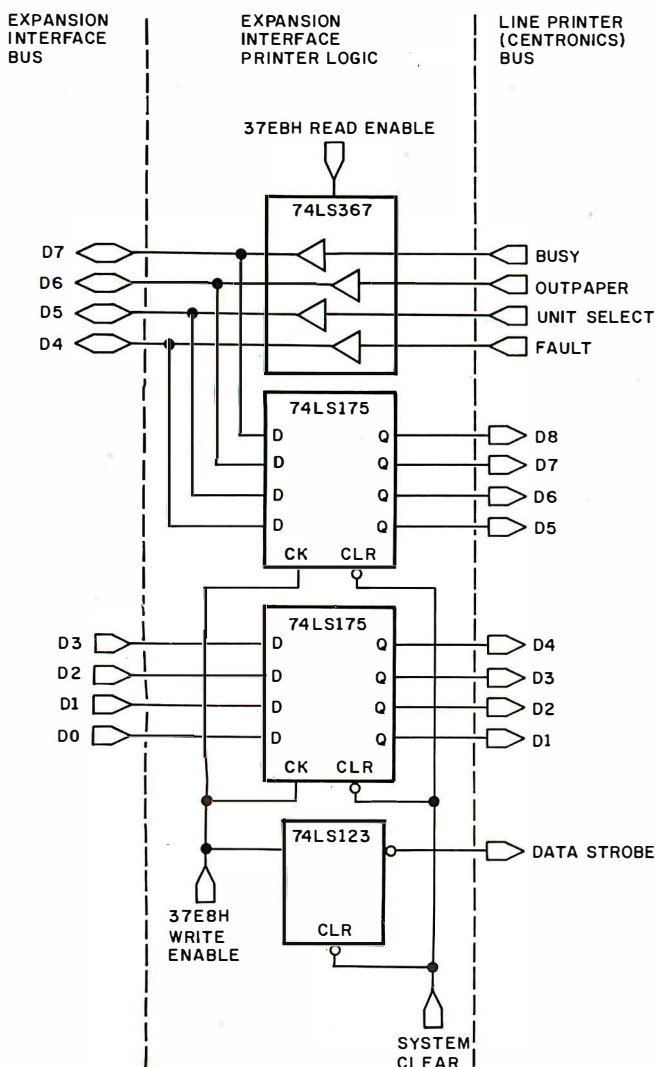 EXPANSION
INTERFACE
BUS
EXPANSION
INTERFACE
PRINTER LOGIC
LINE PRINTER
(CENTRONICS)
BUS
37EBH READ ENABLE
74LS367
D7
BUSY
D6
OUTPAPER
D5
UNIT SELECT
D4
FAULT
74LS175
D Q D8
D Q D7
D Q D6
D Q D5
CK CLR
74LS175
D3 D Q D4
D2 D Q D3
D1 D Q D2
D0 D Q D1
CK CLR
74LS123
DATA STROBE
CLR
37E8H
WRITE
ENABLE
SYSTEM
CLEAR